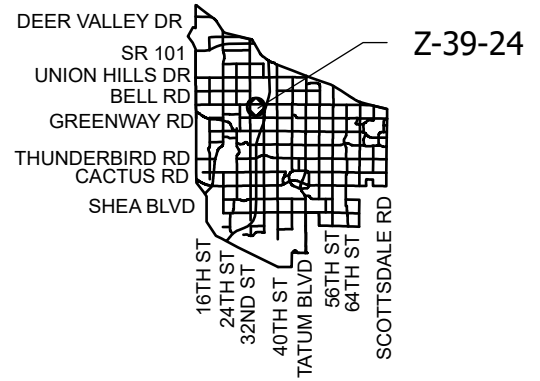 DEER VALLEY DR
Z-39-24
SR 101
UNION HILLS DR
BELL RD
GREENWAY RD
THUNDERBIRD RD
CACTUS RD
SHEA BLVD
16TH ST
24TH ST
32ND ST
40TH ST
TATUM BLVD
56TH ST
64TH ST
SCOTTSDALE RD